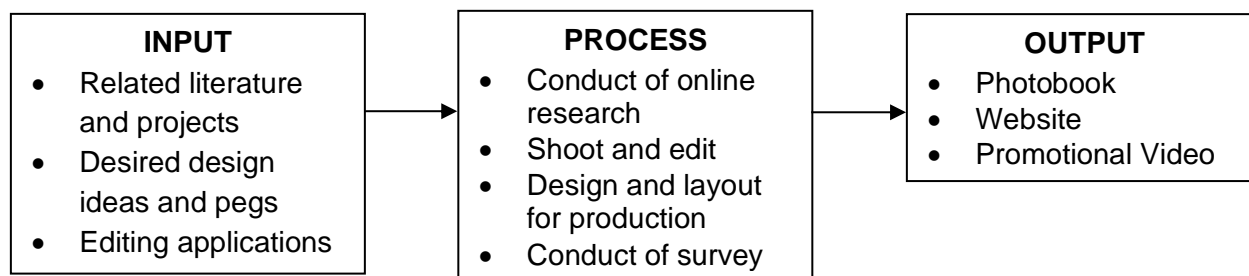 INPUT
• Related literature
and projects
• Desired design
ideas and pegs
• Editing applications
PROCESS
• Conduct of online
research
• Shoot and edit
• Design and layout
for production
• Conduct of survey
OUTPUT
• Photobook
• Website
• Promotional Video